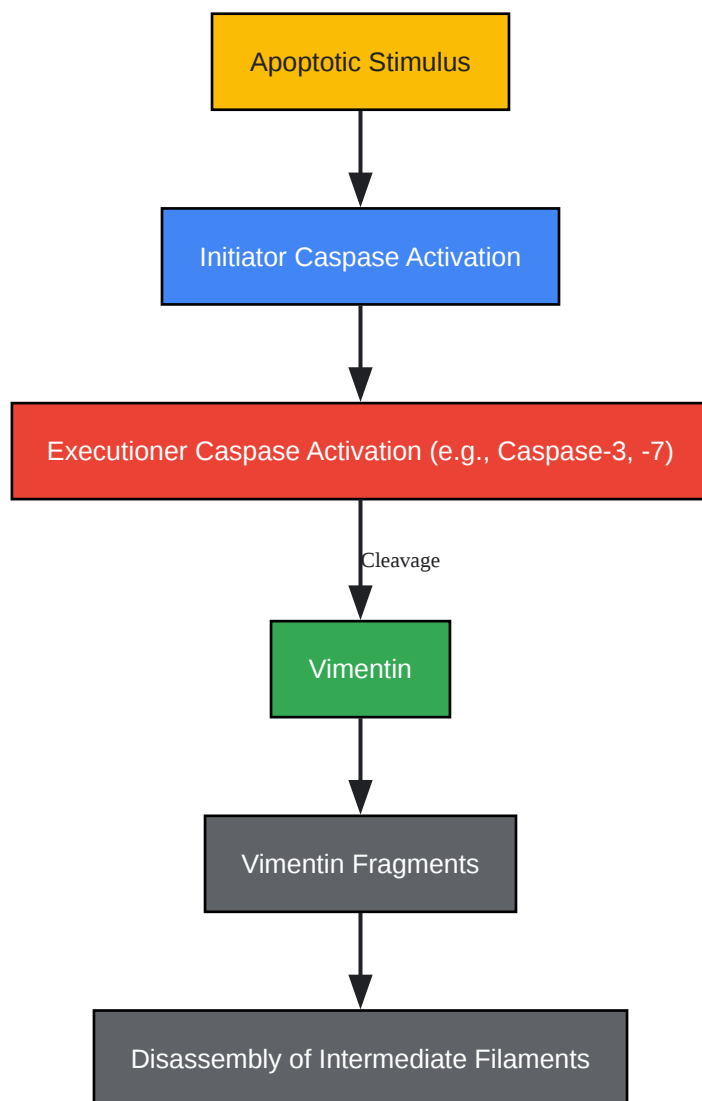 Apoptotic Stimulus
Initiator Caspase Activation
Executioner Caspase Activation (e.g., Caspase-3, -7)
Cleavage
Vimentin
Vimentin Fragments
Disassembly of Intermediate Filaments